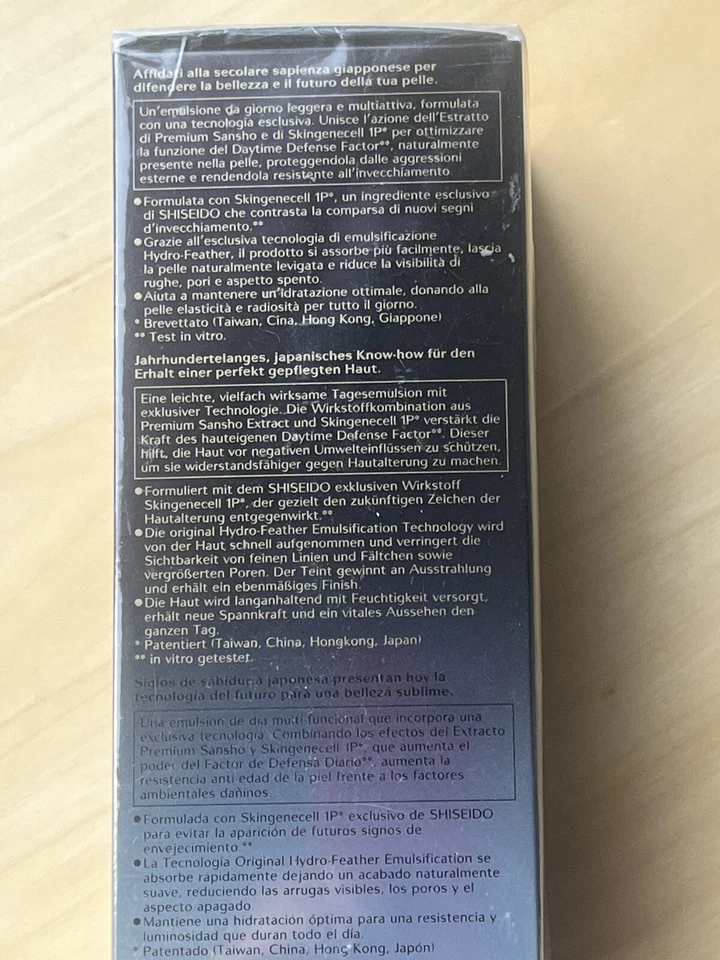 Affidati alla secolare sapienza giapponese per
difendere la bellezza e il futuro della tua pelle.
Un'emulsione da giorno leggera e multiattiva, formulata
con una tecnologia esclusiva. Unisce l'azione dell'Estratto
di Premium Sansho e di Skingenecell 1P* per ottimizzare
la funzione del Daytime Defense Factor**, naturalmente
presente nella pelle, proteggendola dalle aggressioni
esterne e rendendola resistente all'invecchiamento
●Formulata con Skingenecell 1P*, un ingrediente esclusivo
di SHISEIDO che contrasta la comparsa di nuovi segni
d'invecchiamento.**
●Grazie all'esclusiva tecnologia di emulsificazione
Hydro-Feather, il prodotto si assorbe più facilmente, lascia
la pelle naturalmente levigata e riduce la visibilità di
rughe, pori e aspetto spento.
●Aiuta a mantenere un'idratazione ottimale, donando alla
pelle elasticità e radiosità per tutto il giorno.
* Brevettato (Taiwan, Cina, Hong Kong, Giappone)
** Test in vitro.
Jahrhundertelanges, japanisches Know-how für den
Erhalt einer perfekt gepflegten Haut.
Eine leichte, vielfach wirksame Tagesemulsion mit
exklusiver Technologie. Die Wirkstoffkombination aus
Premium Sansho Extract und Skingenecell 1P* verstärkt die
Kraft des hauteigenen Daytime Defense Factor**. Dieser
hilft, die Haut vor negativen Umwelteinflüssen zu schützen,
um sie widerstandsfähiger gegen Hautalterung zu machen.
●Formuliert mit dem SHISEIDO exklusiven Wirkstoff
Skingenecell 1P*, der gezielt den zukünftigen Zeichen der
Hautalterung entgegenwirkt.**
●Die original Hydro-Feather Emulsification Technology wird
von der Haut schnell aufgenommen und verringert die
Sichtbarkeit von feinen Linien und Fältchen sowie
vergrößerten Poren. Der Teint gewinnt an Ausstrahlung
und erhält ein ebenmäßiges Finish.
●Die Haut wird langanhaltend mit Feuchtigkeit versorgt,
erhält neue Spannkraft und ein vitales Aussehen den
ganzen Tag.
* Patentiert (Taiwan, China, Hongkong, Japan)
** in vitro getestet.
Siglos de sabiduría japonesa presentan hoy la
tecnología del futuro para una belleza sublime.
Una emulsión de día multi funcional que incorpora una
exclusiva tecnología. Combinando los efectos del Extracto
Premium Sansho y Skingenecell 1P*, que aumenta el
poder del Factor de Defensa Diario**, aumenta la
resistencia anti-edad de la piel frente a los factores
ambientales dañinos.
●Formulada con Skingenecell 1P* exclusivo de SHISEIDO
para evitar la aparición de futuros signos de
envejecimiento.**
●La Tecnología Original Hydro-Feather Emulsification se
absorbe rapidamente dejando un acabado naturalmente
suave, reduciendo las arrugas visibles, los poros y el
aspecto apagado.
●Mantiene una hidratación óptima para una resistencia y
luminosidad que duran todo el día.
* Patentado (Taiwan, China, Hong Kong, Japón)